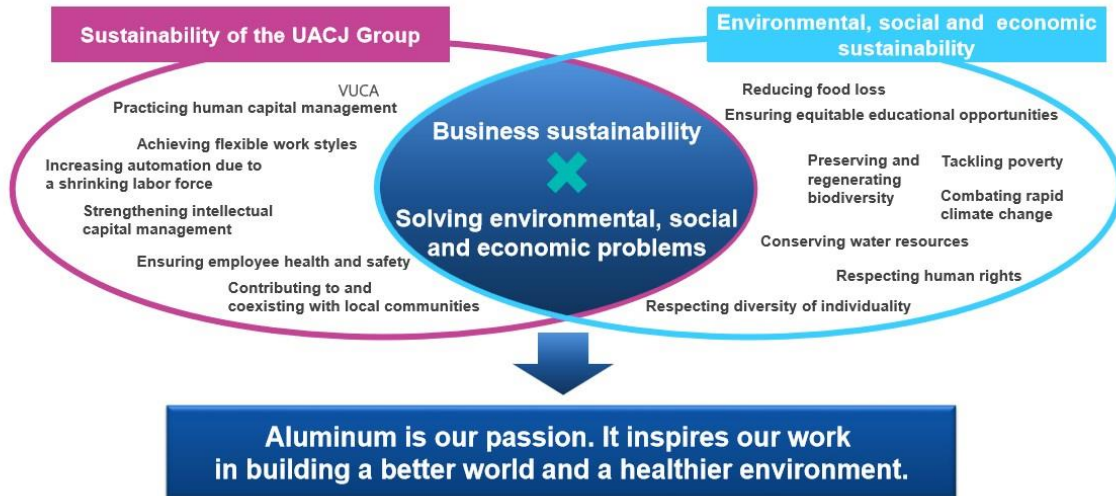 Sustainability of the UACJ Group
VUCA
Practicing human capital management
Achieving flexible work styles
Increasing automation due to
a shrinking labor force
Strengthening intellectual
capital management
Ensuring employee health and safety
Contributing to and
coexisting with local communities
Business sustainability
Solving environmental, social
and economic problems
Environmental, social and economic
sustainability
Reducing food loss
Ensuring equitable educational opportunities
Preserving and
regenerating
biodiversity
Tackling poverty
Combating rapid
climate change
Conserving water resources
Respecting human rights
Respecting diversity of individuality
Aluminum is our passion. It inspires our work
in building a better world and a healthier environment.